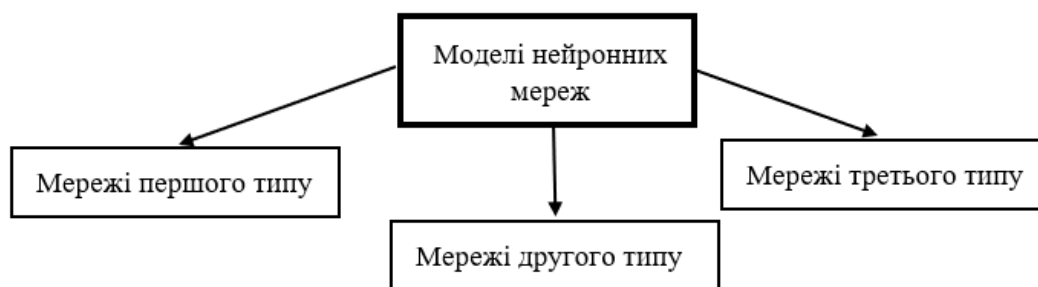 Моделі нейронних
мереж
Мережі першого типу
Мережі третього типу
Мережі другого типу